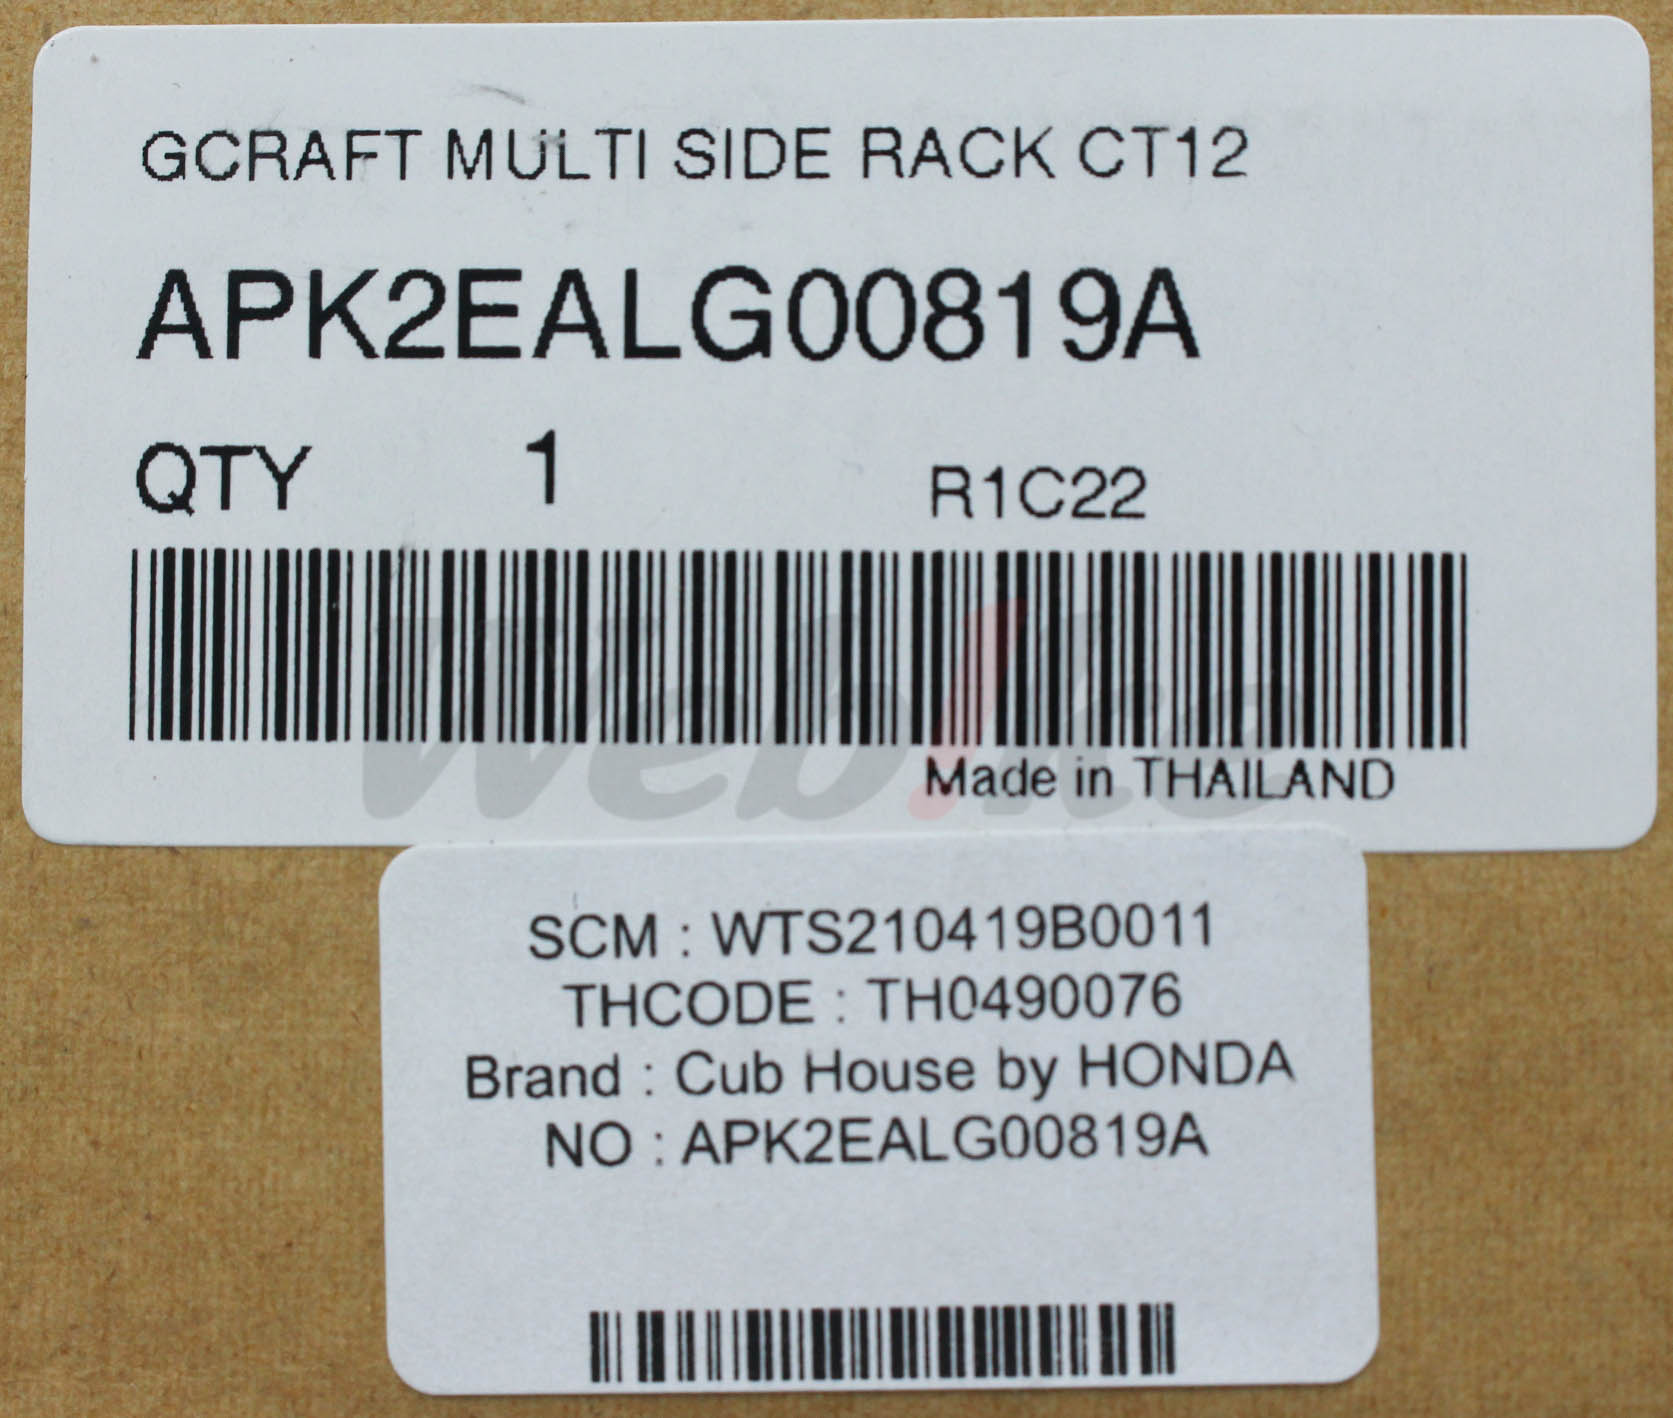 GCRAFT MULTI SIDE RACK CT12
APK2EALG00819A
QTY 1 R1C22
Webike
Made in THAILAND
SCM : WTS210419B0011
THCODE : TH0490076
Brand : Cub House by HONDA
NO : APK2EALG00819A